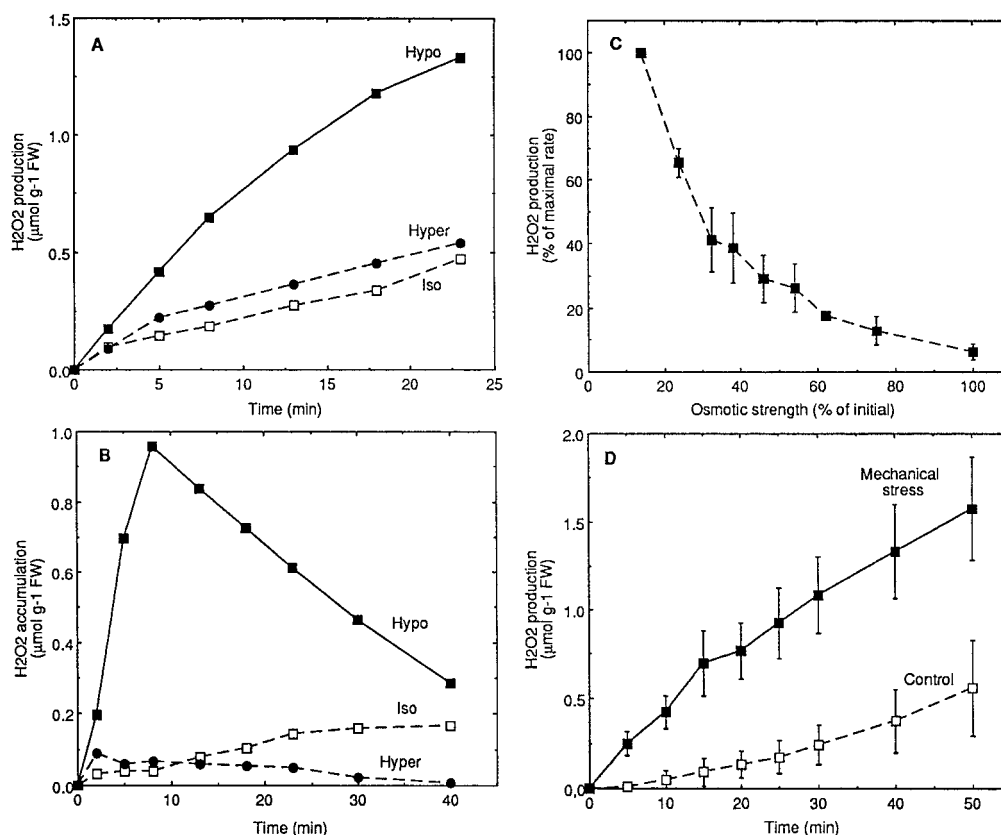 A
H2O2 production
(µmol g-1 FW)
1.5
1.0
0.5
0.0
Hypo
Hyper
Iso
0 5 10 15 20 25
Time (min)
B
H2O2 accumulation
(µmol g-1 FW)
1.0
0.8
0.6
0.4
0.2
0.0
Hypo
Iso
Hyper
0 10 20 30 40
Time (min)
C
H2O2 production
(% of maximal rate)
100
80
60
40
20
0
0 20 40 60 80 100
Osmotic strength (% of initial)
D
H2O2 production
(µmol g-1 FW)
2.0
1.5
1.0
0.5
0.0
Mechanical
stress
Control
0 10 20 30 40 50
Time (min)